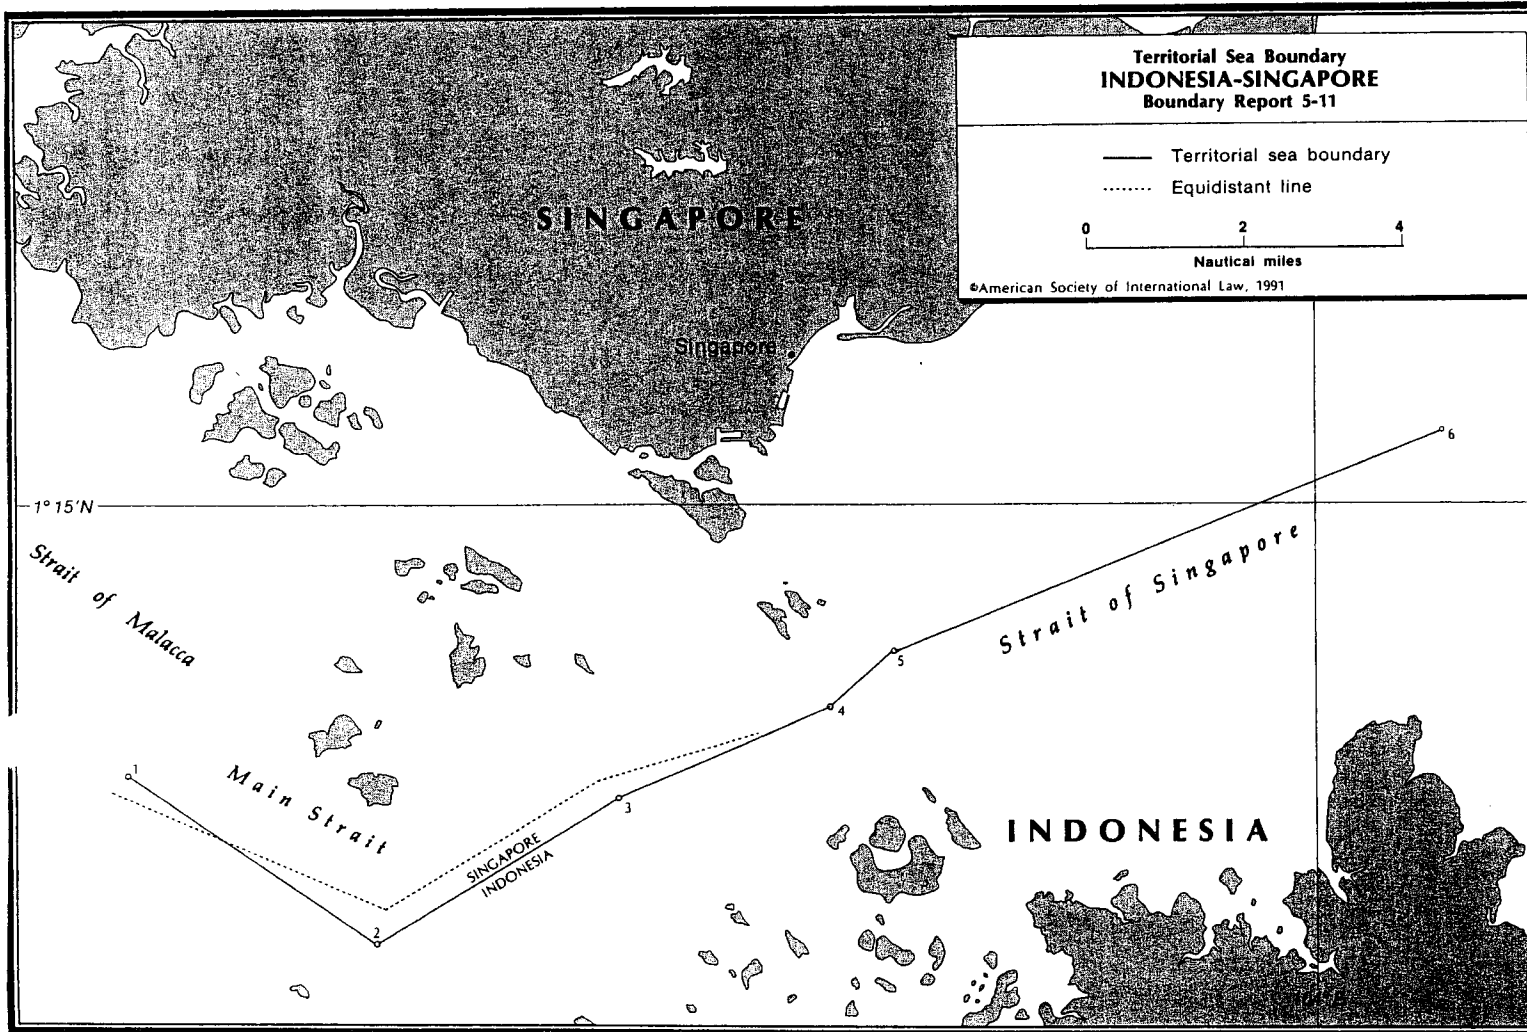 Territorial Sea Boundary
INDONESIA-SINGAPORE
Boundary Report 5-11
Territorial sea boundary
Equidistant line
0 2 4
Nautical miles
©American Society of International Law, 1991
SINGAPORE
Singapore
6
1° 15'N
Strait of Malacca
Strait of Singapore
5
4
1
Main Strait
3
SINGAPORE
INDONESIA
INDONESIA
2